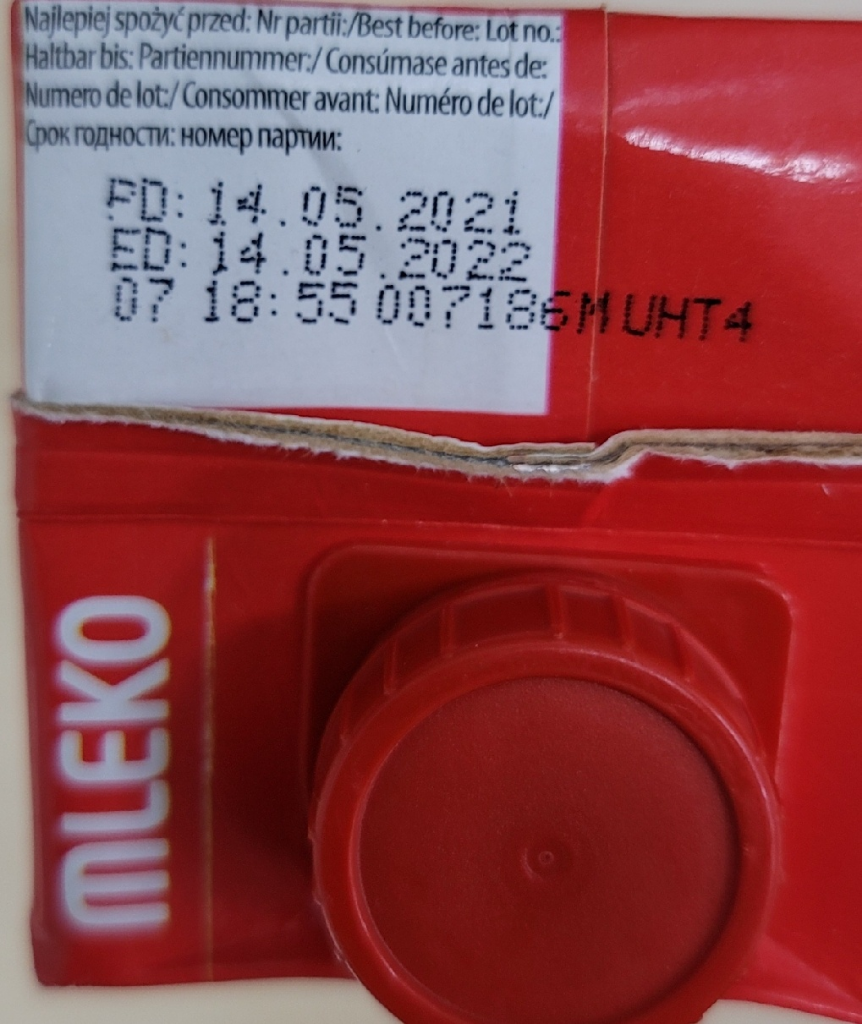 Najlepiej spożyć przed: Nr partii:/Best before: Lot no.:
Haltbar bis: Partiennummer:/ Consúmase antes de:
Numero de lot:/ Consommer avant: Numéro de lot:/
Срок годности: номер партии:
PD: 14.05.2021
ED: 14.05.2022
07 18:55 007186M UHT4
MLEKO